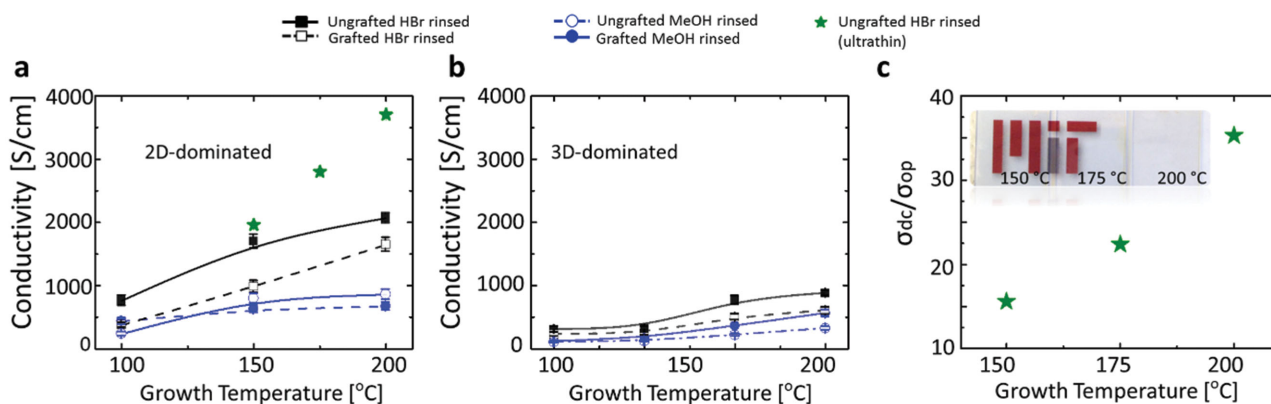 Ungrafted HBr rinsed
Grafted HBr rinsed
Ungrafted MeOH rinsed
Grafted MeOH rinsed
Ungrafted HBr rinsed
(ultrathin)
a
4000
3000
2000
1000
0
Conductivity [S/cm]
2D-dominated
100
150
200
Growth Temperature [°C]
b
4000
3000
2000
1000
0
Conductivity [S/cm]
3D-dominated
100
150
200
Growth Temperature [°C]
c
40
35
30
25
20
15
10
σdc/σop
150 °C
175 °C
200 °C
150
175
200
Growth Temperature [°C]